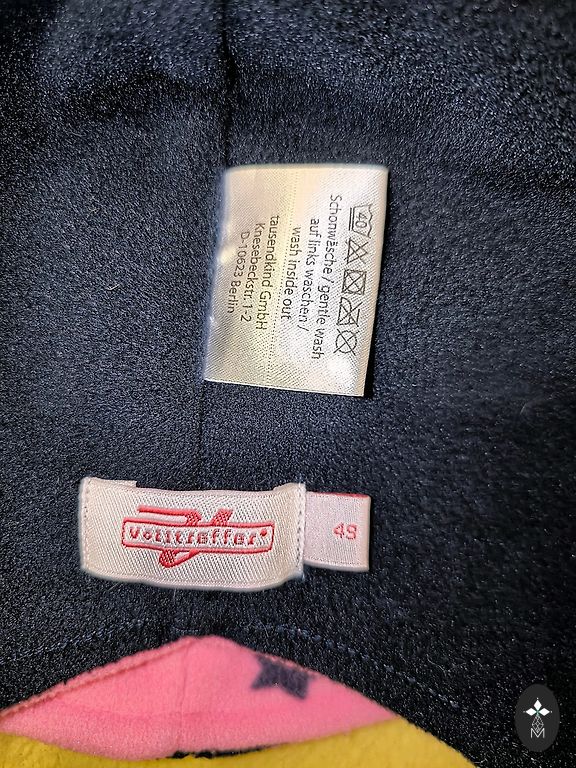 40
Schonwäsche / gentle wash
auf links waschen /
wash inside out
tausendkind GmbH
Knesebeckstr. 1-2
D-10623 Berlin
Volltreffer
49
M